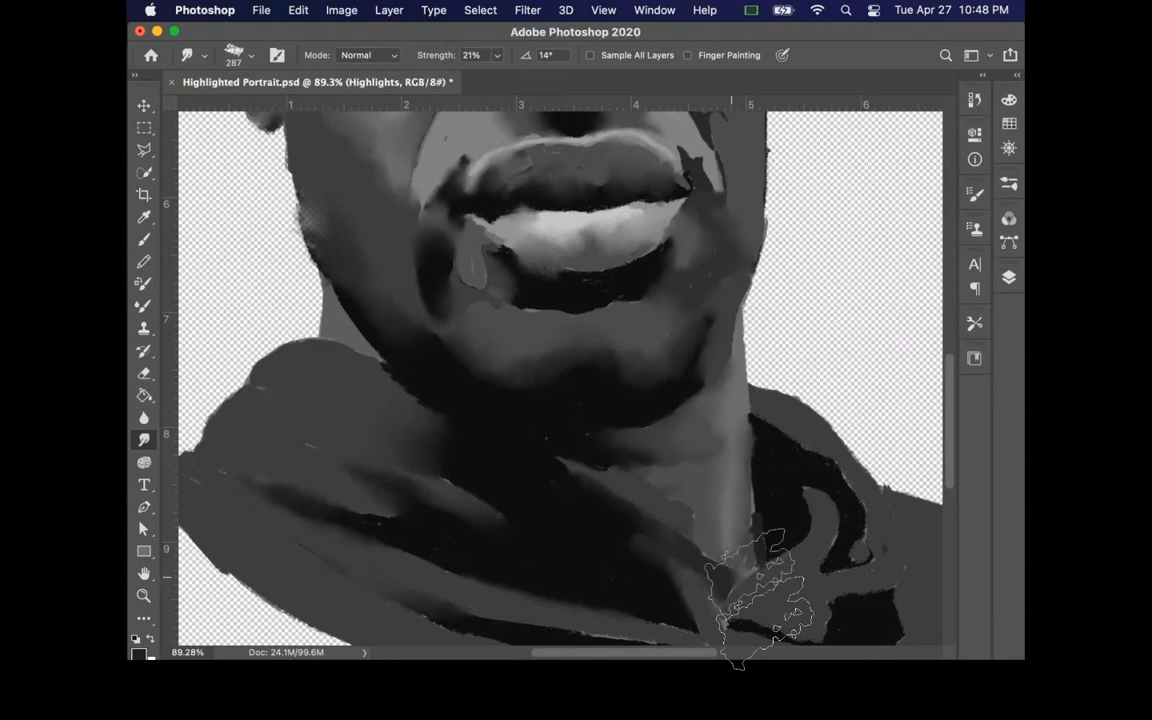 Photoshop File Edit Image Layer Type Select Filter 3D View Window Help Tue Apr 27 10:48 PM
Adobe Photoshop 2020
287 Mode: Normal Strength: 21% 14° Sample All Layers Finger Painting
Highlighted Portrait.psd @ 89.3% (Highlights, RGB/8#) *
1 2 3 4 5 6
6
7
8
9
89.28% Doc: 24.1M/99.6M